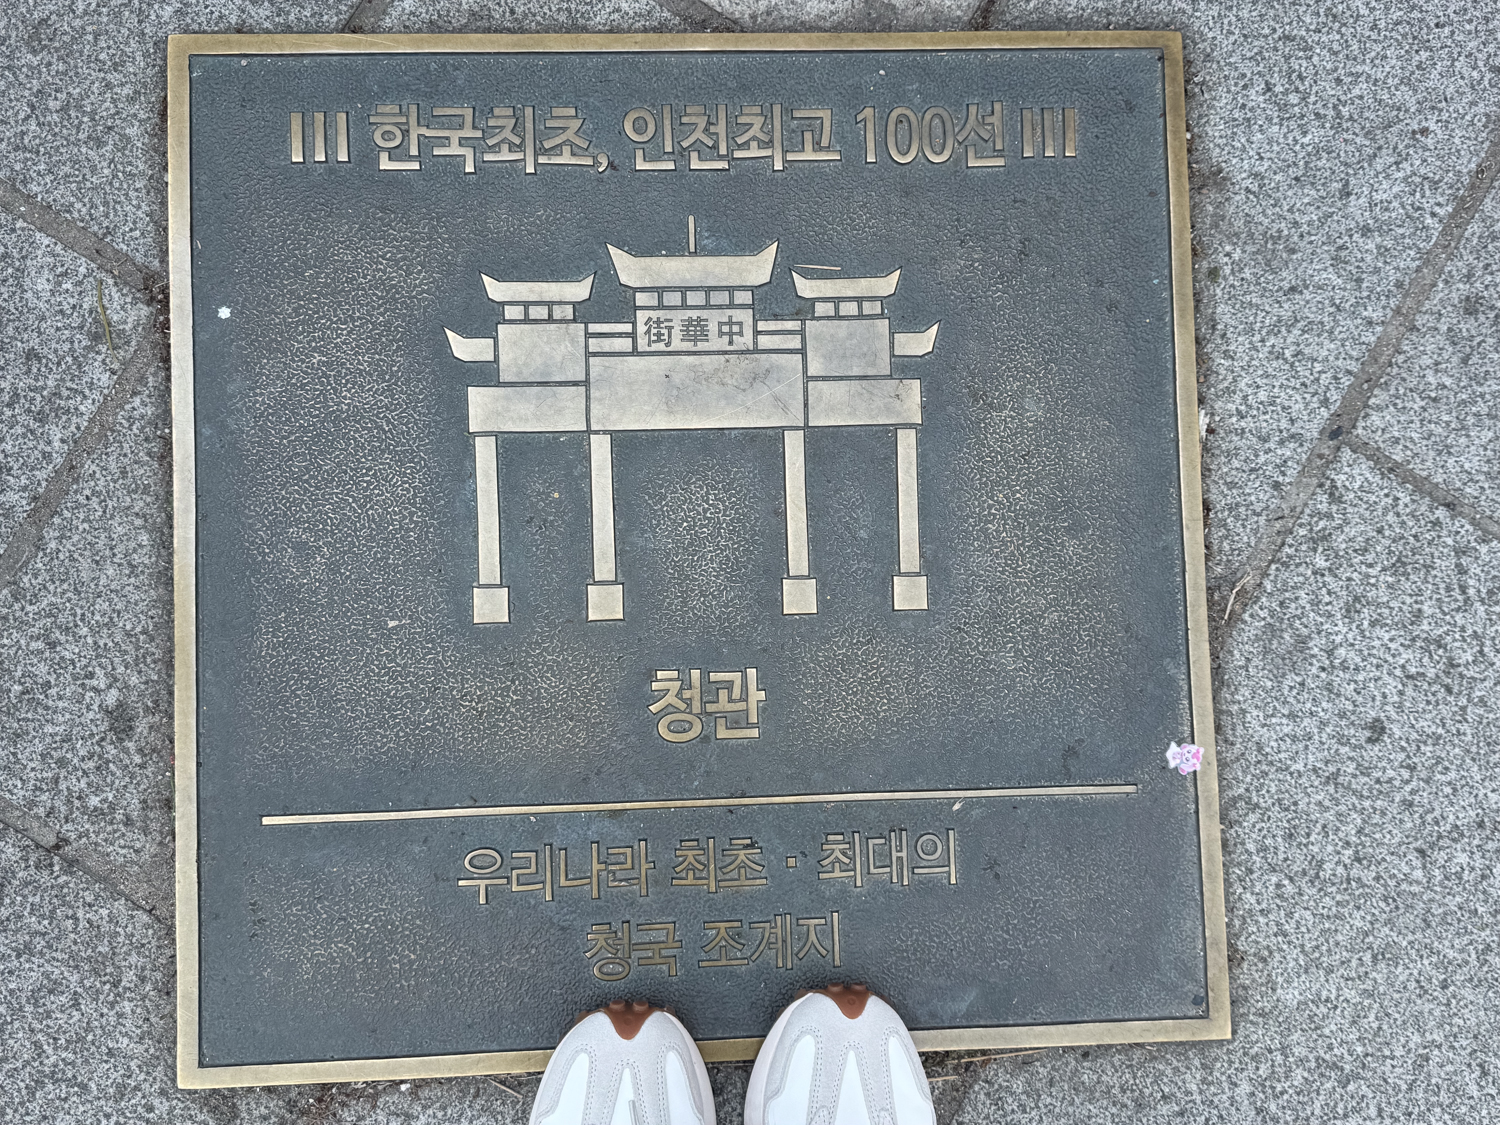 한국최초, 인천최고 100선
街華中
청관
우리나라 최초 · 최대의
청국 조계지